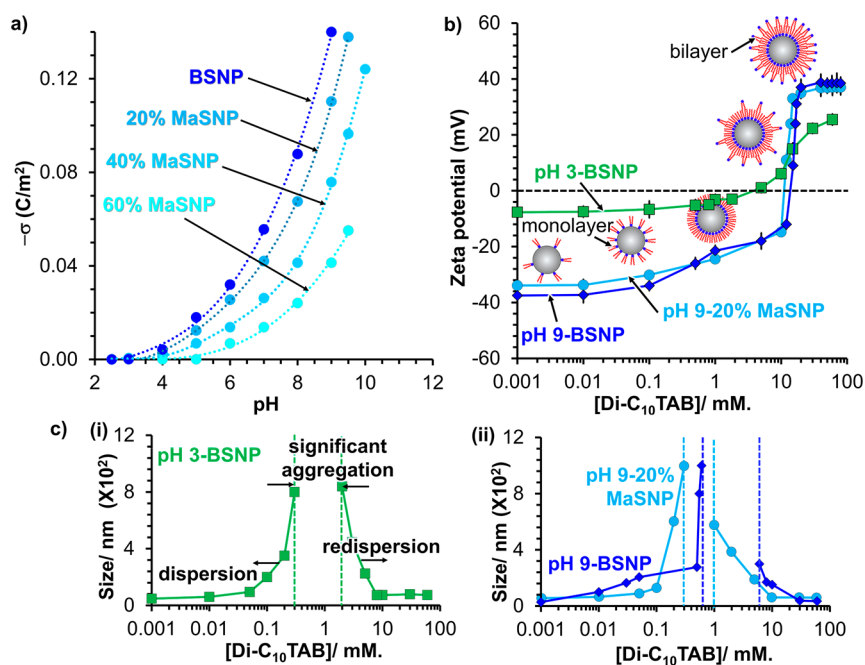 a)
−σ (C/m²)
0.12
0.08
0.04
0.00
2
4
6
8
10
12
pH
BSNP
20% MaSNP
40% MaSNP
60% MaSNP
b)
Zeta potential (mV)
60
40
20
0
-20
-40
-60
0.001
0.01
0.1
1
10
100
[Di-C₁₀TAB]/ mM.
bilayer
pH 3-BSNP
monolayer
pH 9-20% MaSNP
pH 9-BSNP
c)
(i)
Size/ nm (X10²)
12
8
4
0
0.001
0.01
0.1
1
10
100
[Di-C₁₀TAB]/ mM.
pH 3-BSNP
significant
aggregation
dispersion
redispersion
(ii)
Size/ nm (X10²)
12
8
4
0
0.001
0.01
0.1
1
10
100
[Di-C₁₀TAB]/ mM.
pH 9-20%
MaSNP
pH 9-BSNP